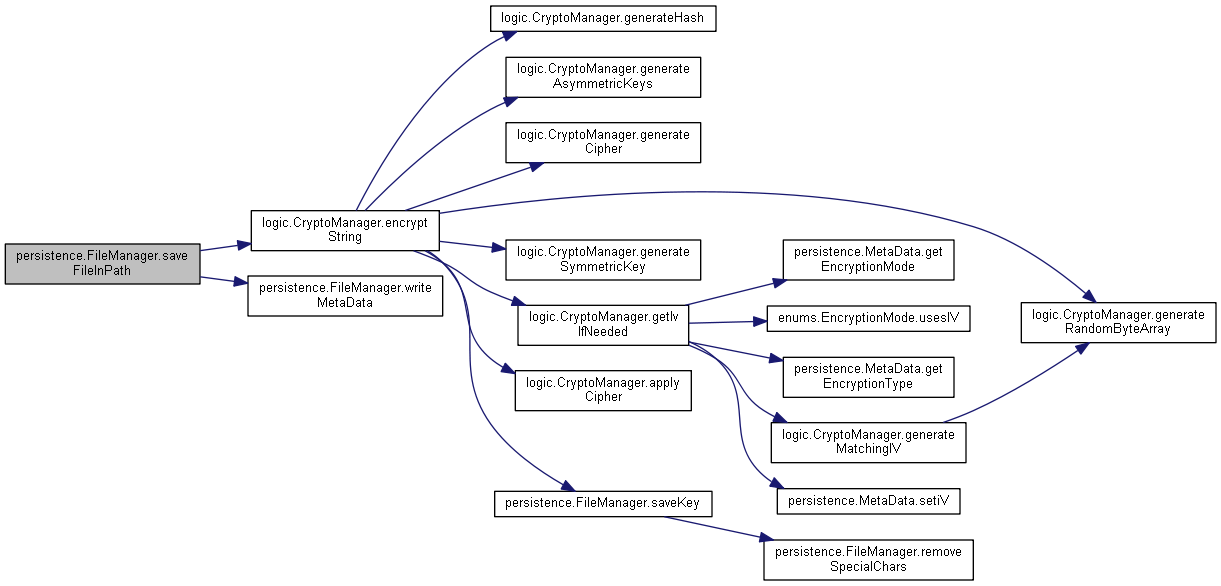 logic.CryptoManager.generateHash
logic.CryptoManager.generate
AsymmetricKeys
logic.CryptoManager.generate
Cipher
logic.CryptoManager.encrypt
String
persistence.FileManager.save
FileInPath
persistence.FileManager.write
MetaData
logic.CryptoManager.generate
SymmetricKey
logic.CryptoManager.getIv
IfNeeded
logic.CryptoManager.apply
Cipher
persistence.FileManager.saveKey
persistence.MetaData.get
EncryptionMode
enums.EncryptionMode.usesIV
persistence.MetaData.get
EncryptionType
logic.CryptoManager.generate
MatchingIV
persistence.MetaData.setiV
persistence.FileManager.remove
SpecialChars
logic.CryptoManager.generate
RandomByteArray